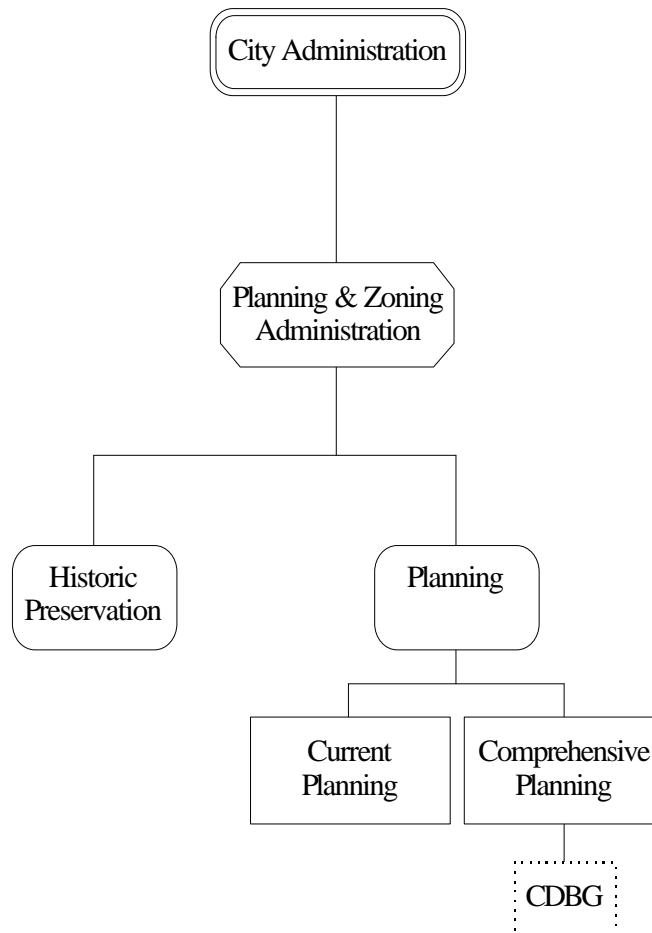 City Administration
Planning & Zoning
Administration
Historic
Preservation
Planning
Current
Planning
Comprehensive
Planning
CDBG